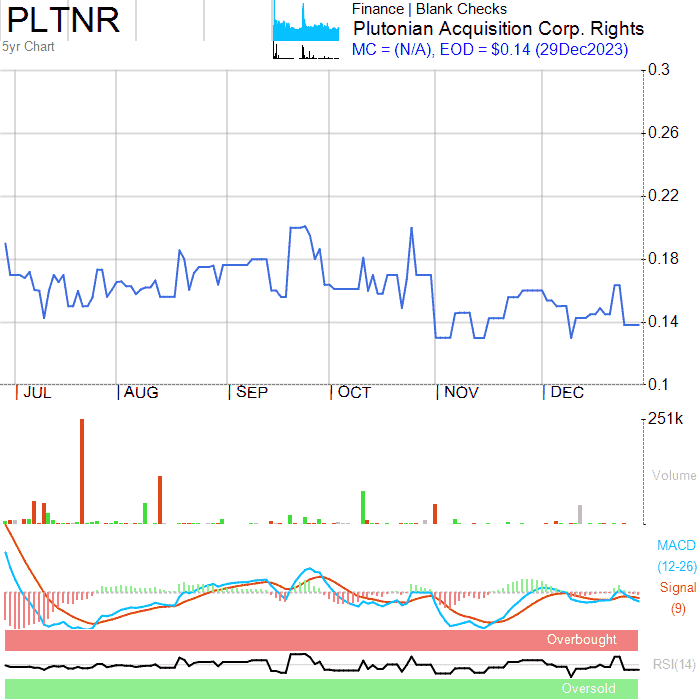 PLTNR
5yr Chart
Finance | Blank Checks
Plutonian Acquisition Corp. Rights
MC = (N/A), EOD = $0.14 (29Dec2023)
0.3
0.26
0.22
0.18
0.14
0.1
JUL AUG SEP OCT NOV DEC
251k
Volume
MACD
(12-26)
Signal
(9)
Overbought
RSI(14)
Oversold